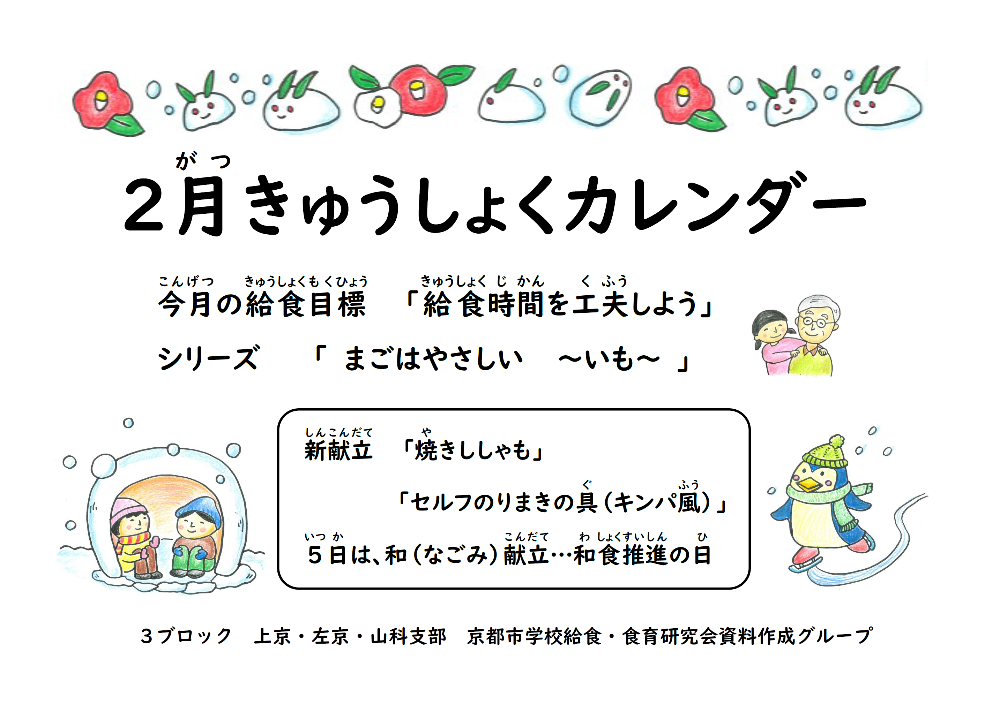 がつ
2月きゅうしょくカレンダー
こんげつ きゅうしょくもくひょう きゅうしょくじかん くふう
今月の給食目標 「給食時間を工夫しよう」
シリーズ 「 まごはやさしい ～いも～ 」
しんこんだて や
新献立 「焼きししゃも」
ぐ ふう
「セルフのりまきの具（キンパ風）」
いつか こんだて わしょくすいしん ひ
５日は、和（なごみ）献立…和食推進の日
３ブロック 上京・左京・山科支部 京都市学校給食・食育研究会資料作成グループ